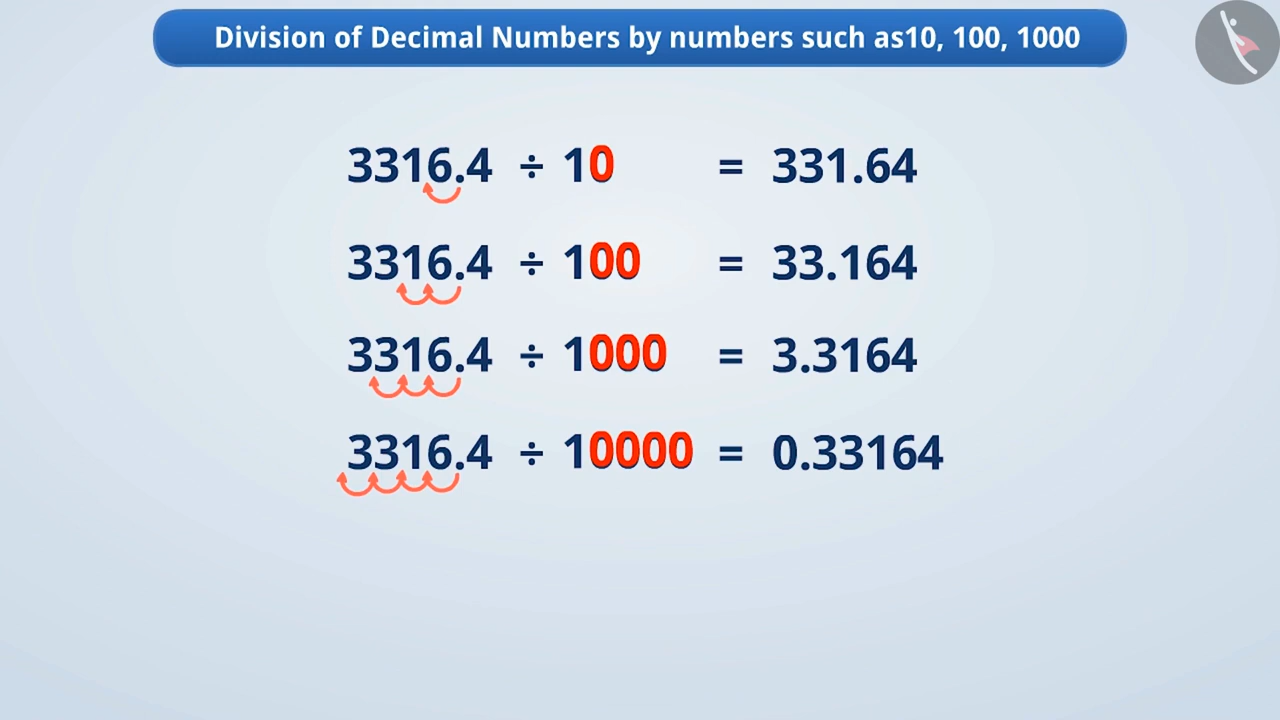 Division of Decimal Numbers by numbers such as10, 100, 1000
3316.4 ÷ 10 = 331.64
3316.4 ÷ 100 = 33.164
3316.4 ÷ 1000 = 3.3164
3316.4 ÷ 10000 = 0.33164